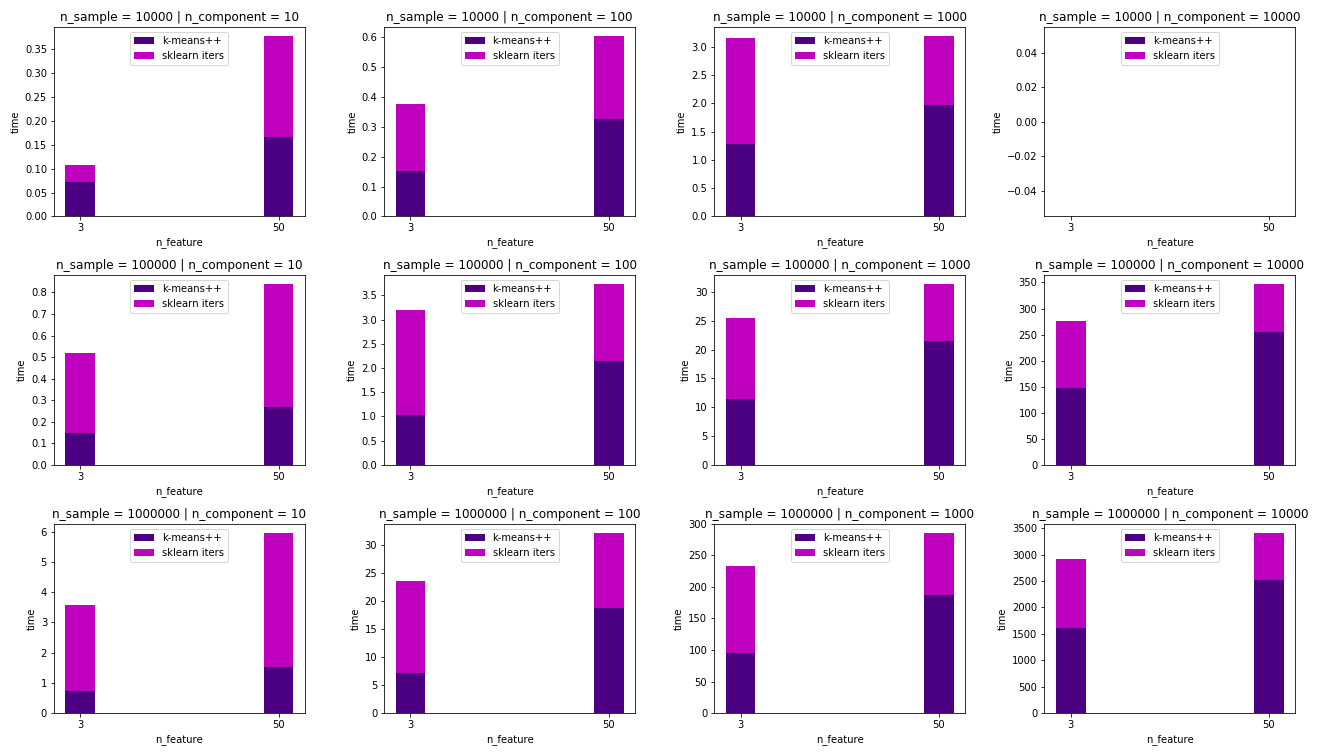 n_sample = 10000 | n_component = 10
k-means++
sklearn iters
time
0.35
0.30
0.25
0.20
0.15
0.10
0.05
0.00
3
50
n_feature
n_sample = 10000 | n_component = 100
k-means++
sklearn iters
time
0.6
0.5
0.4
0.3
0.2
0.1
0.0
3
50
n_feature
n_sample = 10000 | n_component = 1000
k-means++
sklearn iters
time
3.0
2.5
2.0
1.5
1.0
0.5
0.0
3
50
n_feature
n_sample = 10000 | n_component = 10000
k-means++
sklearn iters
time
0.04
0.02
0.00
−0.02
−0.04
3
50
n_feature
n_sample = 100000 | n_component = 10
k-means++
sklearn iters
time
0.8
0.7
0.6
0.5
0.4
0.3
0.2
0.1
0.0
3
50
n_feature
n_sample = 100000 | n_component = 100
k-means++
sklearn iters
time
3.5
3.0
2.5
2.0
1.5
1.0
0.5
0.0
3
50
n_feature
n_sample = 100000 | n_component = 1000
k-means++
sklearn iters
time
30
25
20
15
10
5
0
3
50
n_feature
n_sample = 100000 | n_component = 10000
k-means++
sklearn iters
time
350
300
250
200
150
100
50
0
3
50
n_feature
n_sample = 1000000 | n_component = 10
k-means++
sklearn iters
time
6
5
4
3
2
1
0
3
50
n_feature
n_sample = 1000000 | n_component = 100
k-means++
sklearn iters
time
30
25
20
15
10
5
0
3
50
n_feature
n_sample = 1000000 | n_component = 1000
k-means++
sklearn iters
time
300
250
200
150
100
50
0
3
50
n_feature
n_sample = 1000000 | n_component = 10000
k-means++
sklearn iters
time
3500
3000
2500
2000
1500
1000
500
0
3
50
n_feature